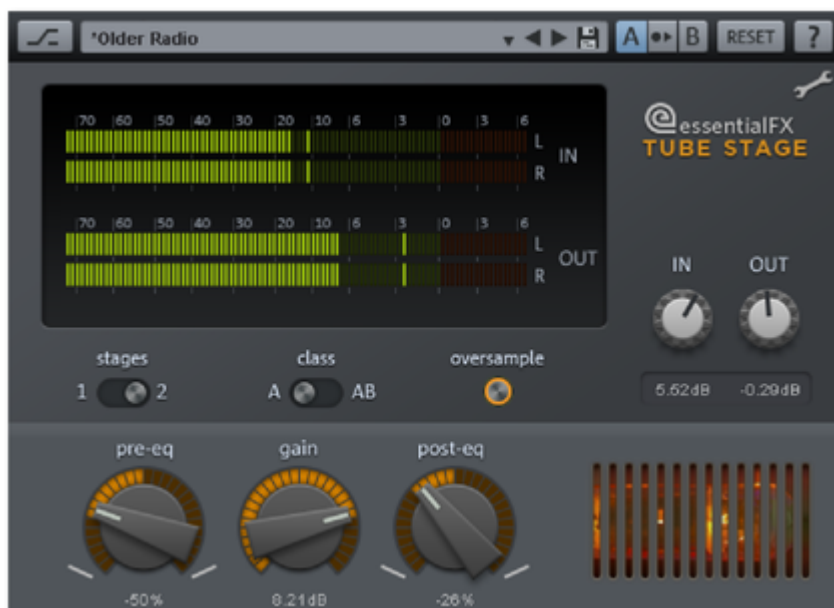 *Older Radio A B RESET ?
70 60 50 40 30 20 10 6 3 0 3 6
L
IN
R
70 60 50 40 30 20 10 6 3 0 3 6
L
OUT
R
essentialFX
TUBE STAGE
IN OUT
5.62dB -0.29dB
stages class oversample
1 2 A AB
pre-eq gain post-eq
-50% 8.21dB -26%